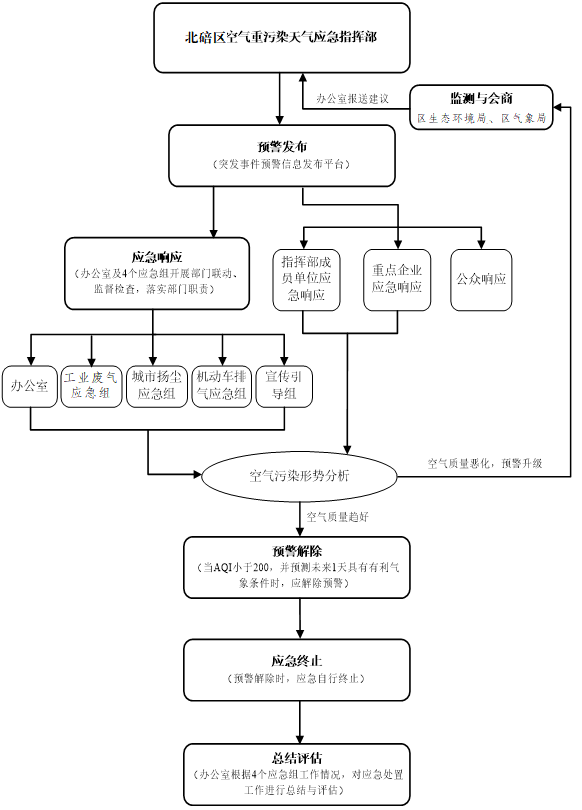 北碚区空气重污染天气应急指挥部
办公室报送建议
监测与会商
区生态环境局、区气象局
预警发布
（突发事件预警信息发布平台）
应急响应
（办公室及4个应急组开展部门联动、
监督检查，落实部门职责）
指挥部成
员单位应
急响应
重点企业
应急响应
公众响应
办公室
工业废气
应急组
城市扬尘
应急组
机动车排
气应急组
宣传引
导组
空气污染形势分析
空气质量恶化，预警升级
空气质量趋好
预警解除
（当AQI小于200，并预测未来1天具有有利气
象条件时，应解除预警）
应急终止
（预警解除时，应急自行终止）
总结评估
（办公室根据4个应急组工作情况，对应急处置
工作进行总结与评估）